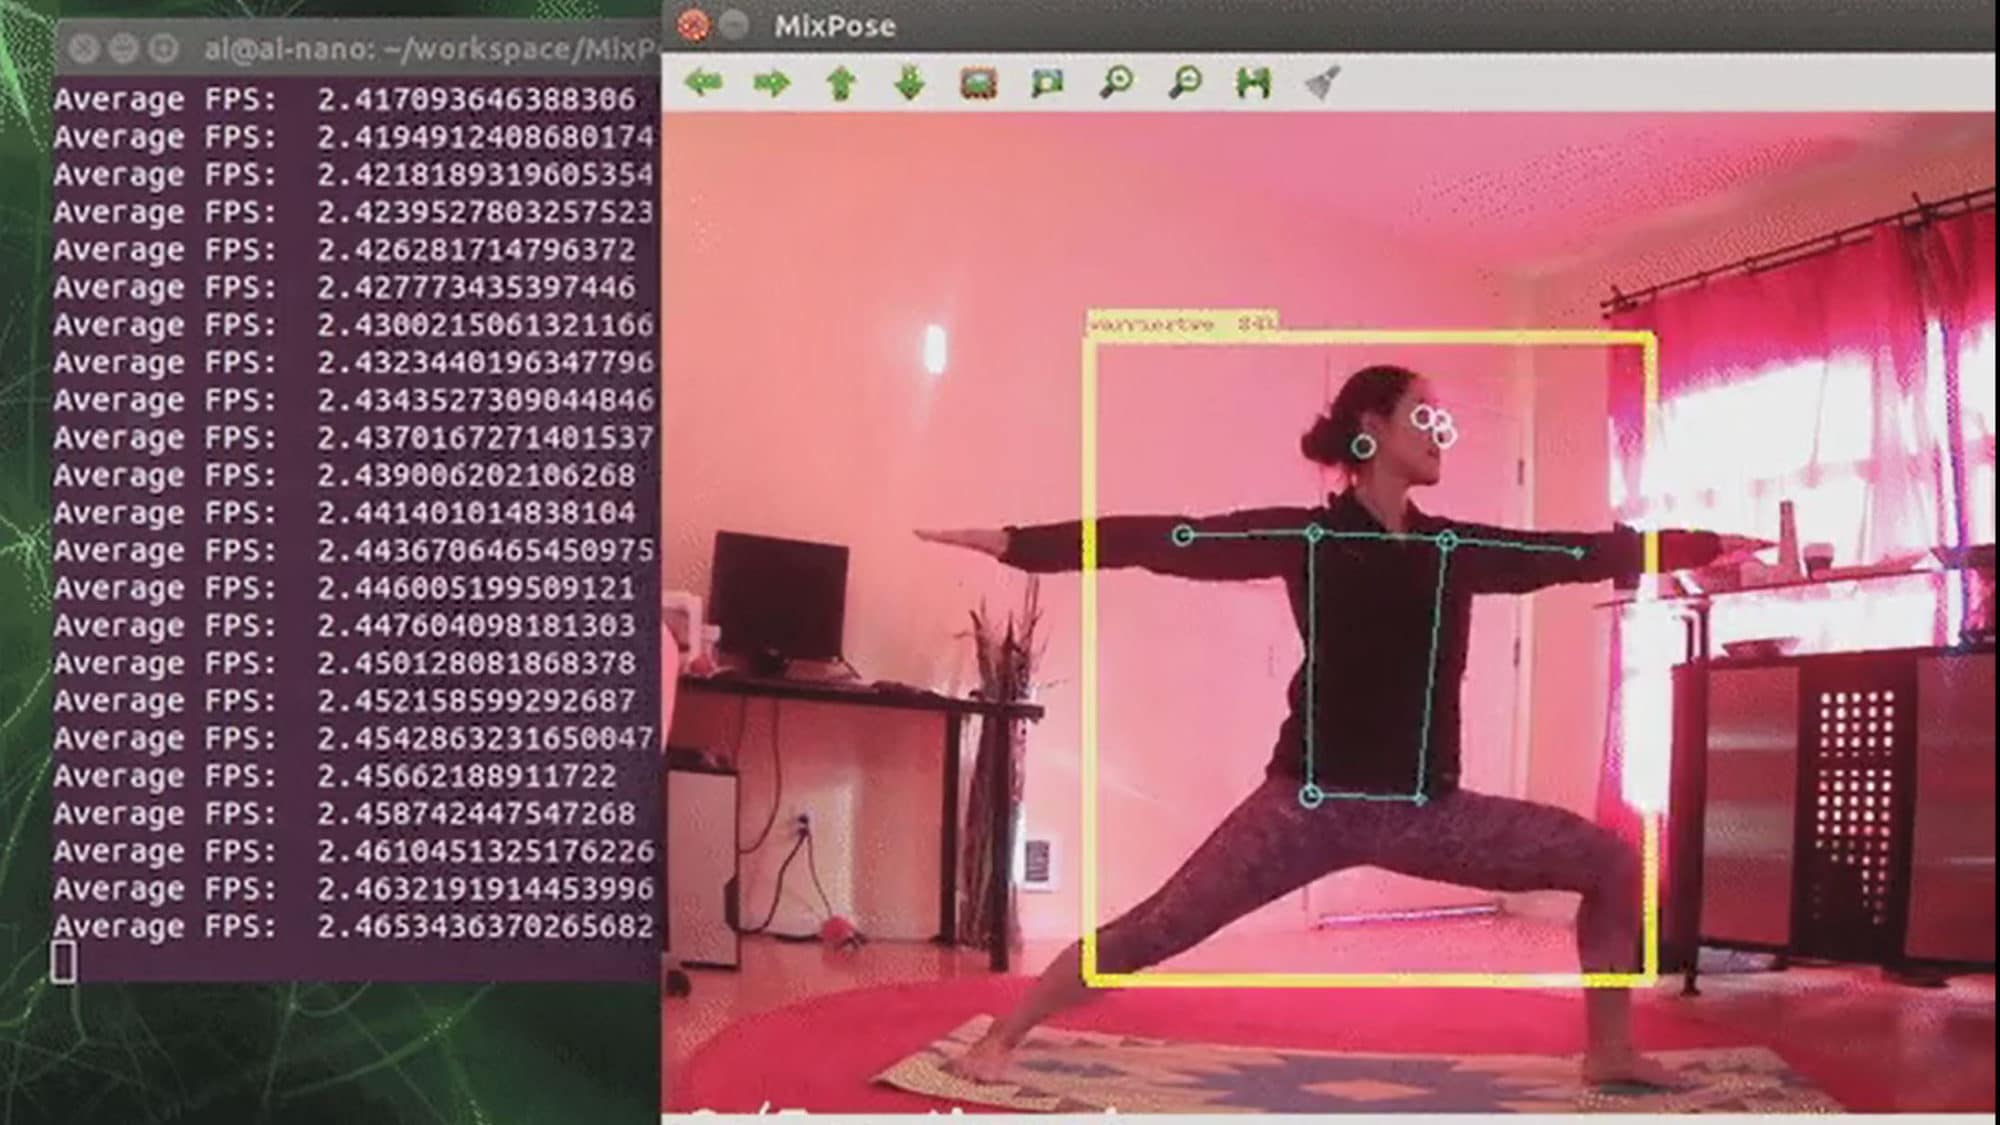 ai@ai-nano: ~/workspace/MixP
Average FPS: 2.417093646388306
Average FPS: 2.4194912408680174
Average FPS: 2.4218189319605354
Average FPS: 2.4239527803257523
Average FPS: 2.426281714796372
Average FPS: 2.427773435397446
Average FPS: 2.4300215061321166
Average FPS: 2.4323440196347796
Average FPS: 2.4343527309044846
Average FPS: 2.4370167271401537
Average FPS: 2.439006202106268
Average FPS: 2.441401014838104
Average FPS: 2.4436706465450975
Average FPS: 2.446005199509121
Average FPS: 2.447604098181303
Average FPS: 2.450128081868378
Average FPS: 2.452158599292687
Average FPS: 2.4542863231650047
Average FPS: 2.45662188911722
Average FPS: 2.458742447547268
Average FPS: 2.4610451325176226
Average FPS: 2.4632191914453996
Average FPS: 2.4653436370265682
MixPose